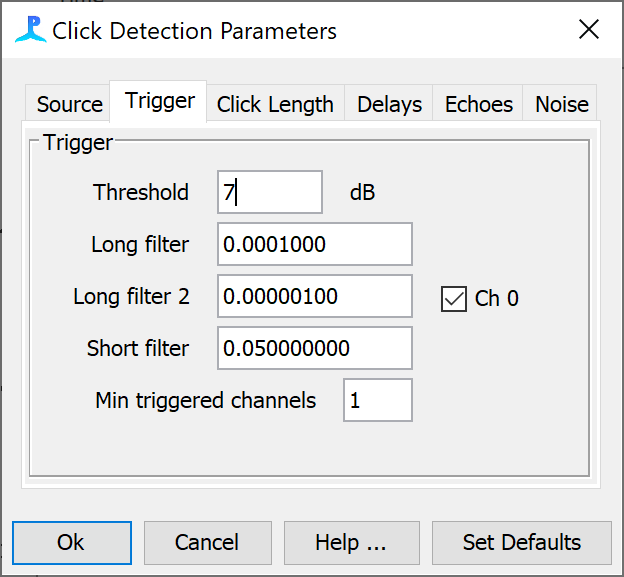 Click Detection Parameters
Source Trigger Click Length Delays Echoes Noise
Trigger
Threshold 7 dB
Long filter 0.0001000
Long filter 2 0.00000100 Ch 0
Short filter 0.050000000
Min triggered channels 1
Ok Cancel Help ... Set Defaults